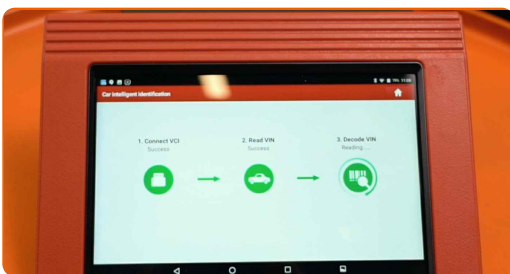 Car Intelligent Identification
1. Connect VCI
Success
2. Read VIN
Success
3. Decode VIN
Reading.....